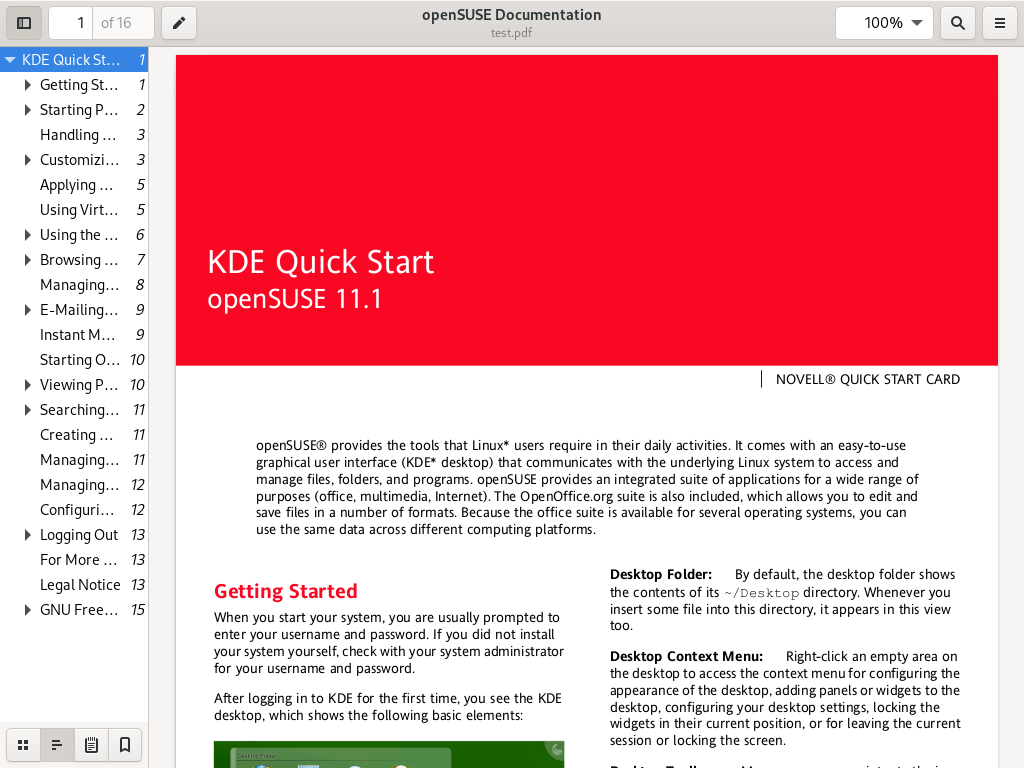 1 of 16
openSUSE Documentation
test.pdf
100%
KDE Quick St... 1
Getting St... 1
Starting P... 2
Handling ... 3
Customizi... 3
Applying ... 5
Using Virt... 5
Using the ... 6
Browsing ... 7
Managing... 8
E-Mailing... 9
Instant M... 9
Starting O... 10
Viewing P... 10
Searching... 11
Creating ... 11
Managing... 11
Managing... 12
Configuri... 12
Logging Out 13
For More ... 13
Legal Notice 13
GNU Free... 15
KDE Quick Start
openSUSE 11.1
NOVELL® QUICK START CARD
openSUSE® provides the tools that Linux* users require in their daily activities. It comes with an easy-to-use
graphical user interface (KDE* desktop) that communicates with the underlying Linux system to access and
manage files, folders, and programs. openSUSE provides an integrated suite of applications for a wide range of
purposes (office, multimedia, Internet). The OpenOffice.org suite is also included, which allows you to edit and
save files in a number of formats. Because the office suite is available for several operating systems, you can
use the same data across different computing platforms.
Getting Started
When you start your system, you are usually prompted to
enter your username and password. If you did not install
your system yourself, check with your system administrator
for your username and password.
After logging in to KDE for the first time, you see the KDE
desktop, which shows the following basic elements:
Desktop Folder
Desktop Folder: By default, the desktop folder shows
the contents of its ~/Desktop directory. Whenever you
insert some file into this directory, it appears in this view
too.
Desktop Context Menu: Right-click an empty area on
the desktop to access the context menu for configuring the
appearance of the desktop, adding panels or widgets to the
desktop, configuring your desktop settings, locking the
widgets in their current position, or for leaving the current
session or locking the screen.